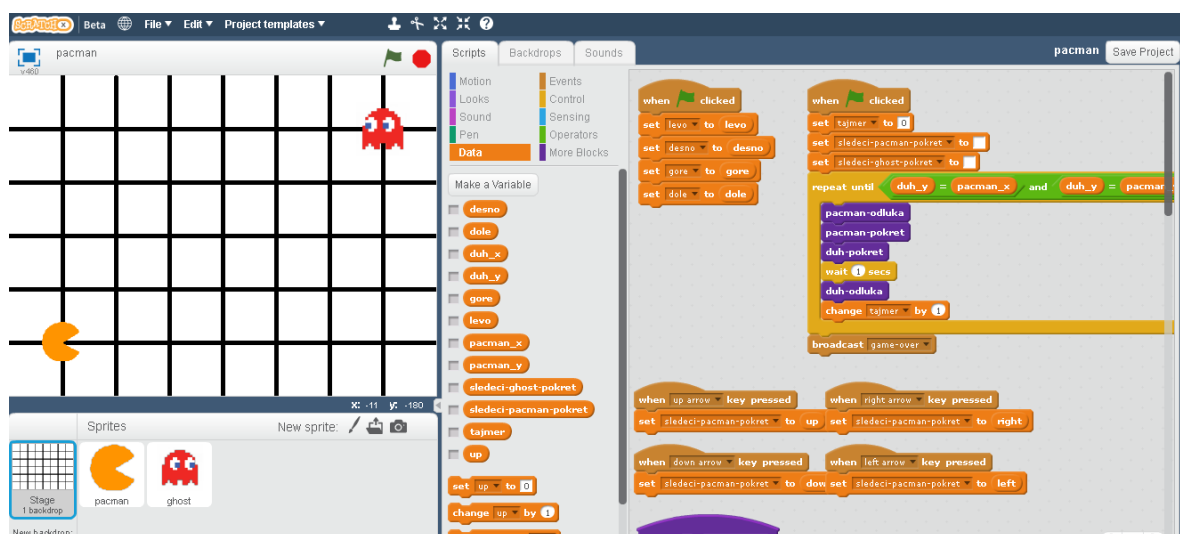 SCRATCHX Beta File Edit Project templates
pacman
v460
X: -11 y: -180
Sprites New sprite:
Stage
1 backdrop
pacman
ghost
New backdrop:
Scripts Backdrops Sounds
pacman Save Project
Motion Events
Looks Control
Sound Sensing
Pen Operators
Data More Blocks
Make a Variable
desno
dole
duh_x
duh_y
gore
levo
pacman_x
pacman_y
sledeci-ghost-pokret
sledeci-pacman-pokret
tajmer
up
set up to 0
change up by 1
when clicked
set levo to levo
set desno to desno
set gore to gore
set dole to dole
when clicked
set tajmer to 0
set sledeci-pacman-pokret to
set sledeci-ghost-pokret to
repeat until duh_y = pacman_x and duh_y = pacman
pacman-odluka
pacman-pokret
duh-pokret
wait 1 secs
duh-odluka
change tajmer by 1
broadcast game-over
when up arrow key pressed
set sledeci-pacman-pokret to up
when right arrow key pressed
set sledeci-pacman-pokret to right
when down arrow key pressed
set sledeci-pacman-pokret to dow
when left arrow key pressed
set sledeci-pacman-pokret to left